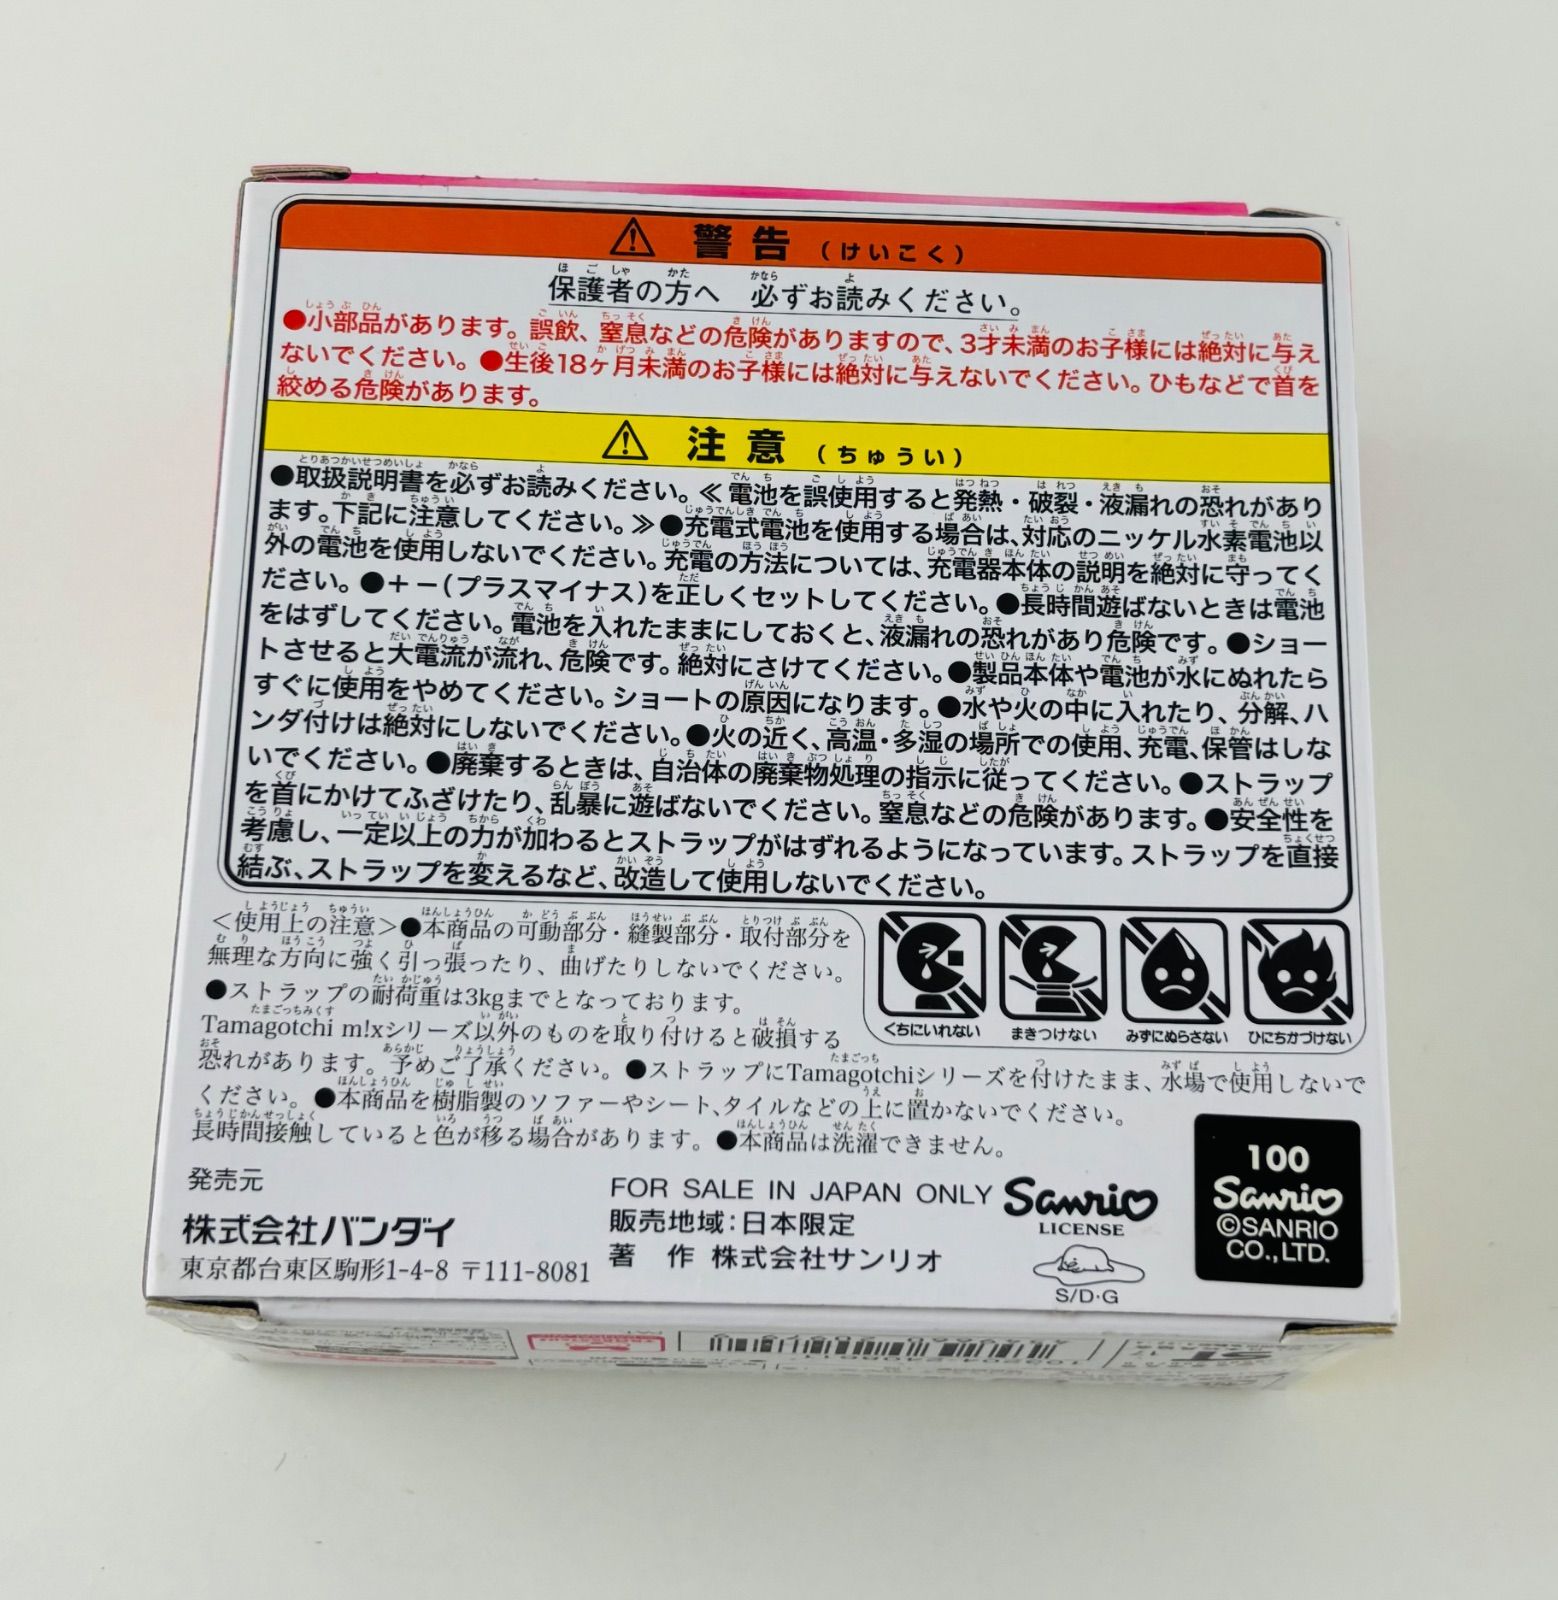 警告（けいこく）
保護者の方へ 必ずお読みください。
●小部品があります。誤飲、窒息などの危険がありますので、3才未満のお子様には絶対に与え
ないでください。●生後18ヶ月未満のお子様には絶対に与えないでください。ひもなどで首を
絞める危険があります。
注意（ちゅうい）
●取扱説明書を必ずお読みください。≪電池を誤使用すると発熱・破裂・液漏れの恐れがあり
ます。下記に注意してください。≫●充電式電池を使用する場合は、対応のニッケル水素電池以
外の電池を使用しないでください。充電の方法については、充電器本体の説明を絶対に守ってく
ださい。●＋－(プラスマイナス)を正しくセットしてください。●長時間遊ばないときは電池
をはずしてください。電池を入れたままにしておくと、液漏れの恐れがあり危険です。●ショー
トさせると大電流が流れ、危険です。絶対にさけてください。●製品本体や電池が水にぬれたら
すぐに使用をやめてください。ショートの原因になります。●水や火の中に入れたり、分解、ハ
ンダ付けは絶対にしないでください。●火の近く、高温・多湿の場所での使用、充電、保管はしな
いでください。●廃棄するときは、自治体の廃棄物処理の指示に従ってください。●ストラップ
を首にかけてふざけたり、乱暴に遊ばないでください。窒息などの危険があります。●安全性を
考慮し、一定以上の力が加わるとストラップがはずれるようになっています。ストラップを直接
結ぶ、ストラップを変えるなど、改造して使用しないでください。
＜使用上の注意＞●本商品の可動部分・縫製部分・取付部分を
無理な方向に強く引っ張ったり、曲げたりしないでください。
●ストラップの耐荷重は3kgまでとなっております。
Tamagotchi m!xシリーズ以外のものを取り付けると破損する
恐れがあります。予めご了承ください。●ストラップにTamagotchiシリーズを付けたまま、水場で使用しないで
ください。●本商品を樹脂製のソファーやシート、タイルなどの上に置かないでください。
長時間接触していると色が移る場合があります。●本商品は洗濯できません。
くちにいれない
まきつけない
みずにぬらさない
ひにちかづけない
発売元
株式会社バンダイ
東京都台東区駒形1-4-8 〒111-8081
FOR SALE IN JAPAN ONLY
販売地域：日本限定
著 作 株式会社サンリオ
Sanrio
LICENSE
S/D·G
100
Sanrio
©SANRIO
CO.,LTD.